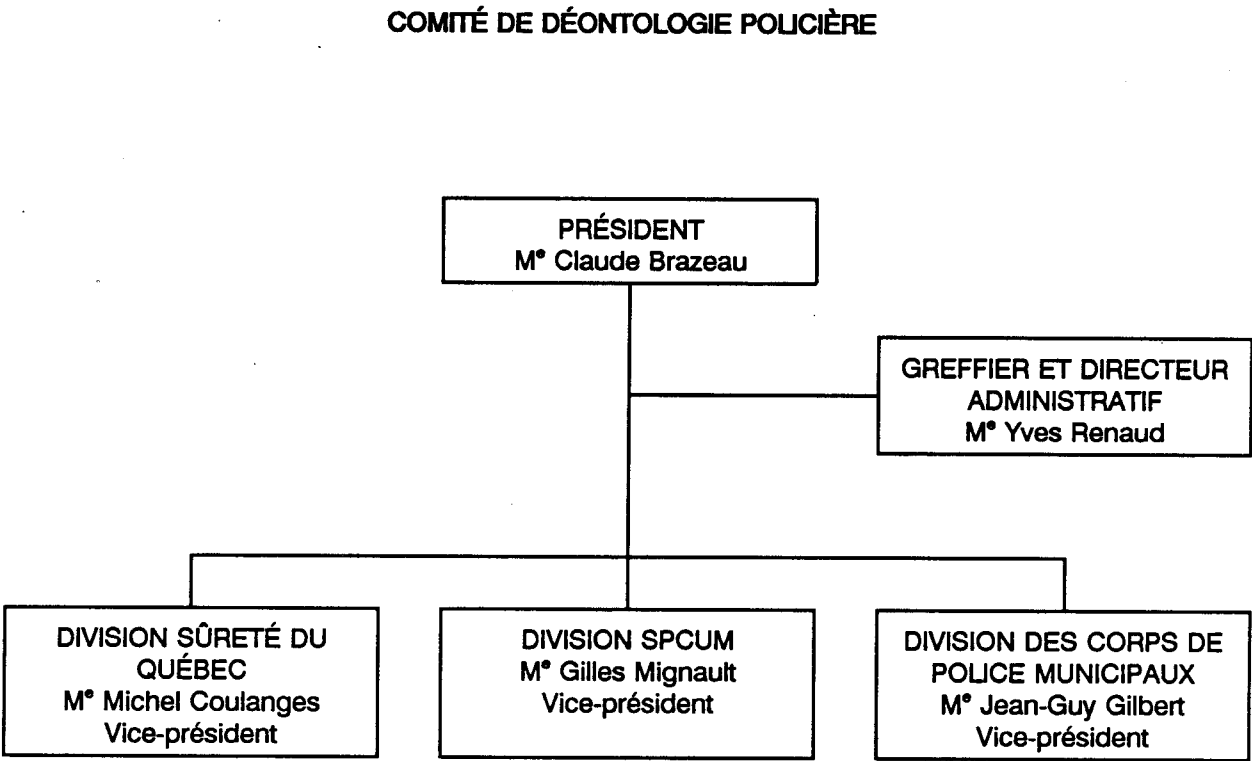 COMITÉ DE DÉONTOLOGIE POLICIÈRE
PRÉSIDENT
Mᵉ Claude Brazeau
GREFFIER ET DIRECTEUR
ADMINISTRATIF
Mᵉ Yves Renaud
DIVISION SÛRETÉ DU
QUÉBEC
Mᵉ Michel Coulanges
Vice-président
DIVISION SPCUM
Mᵉ Gilles Mignault
Vice-président
DIVISION DES CORPS DE
POLICE MUNICIPAUX
Mᵉ Jean-Guy Gilbert
Vice-président